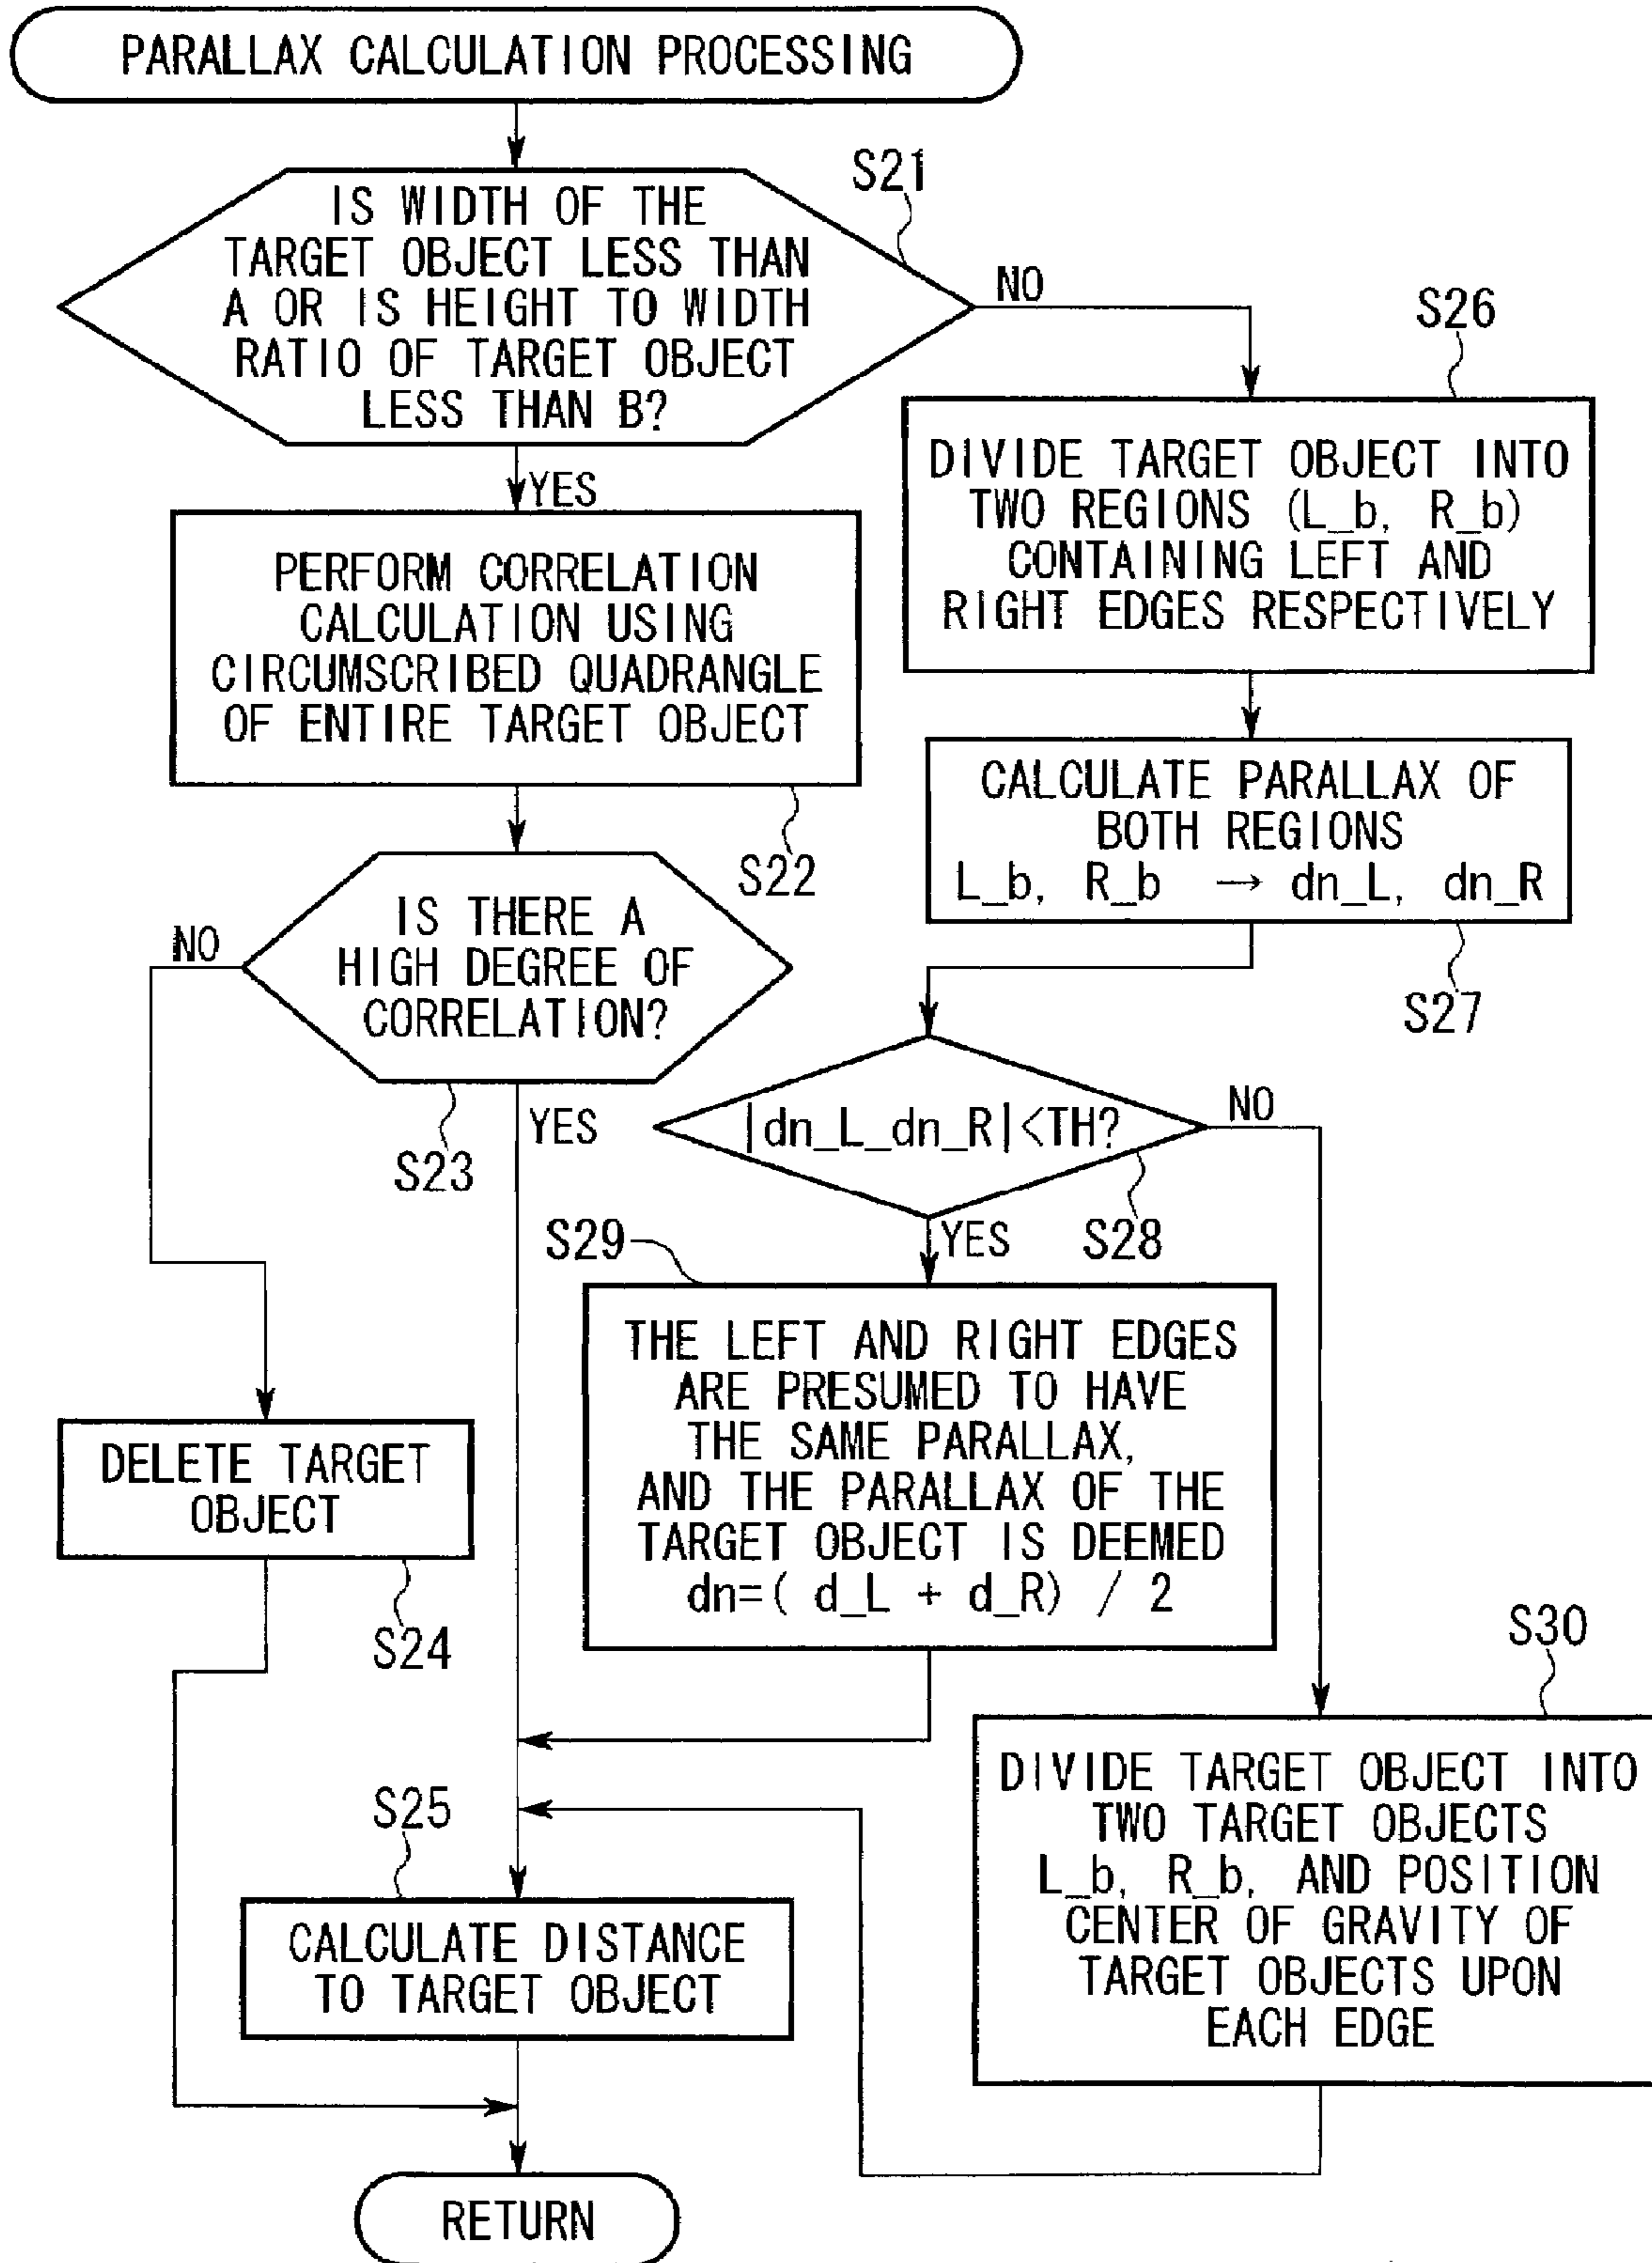 PARALLAX CALCULATION PROCESSING
S21
IS WIDTH OF THE
TARGET OBJECT LESS THAN
A OR IS HEIGHT TO WIDTH
RATIO OF TARGET OBJECT
LESS THAN B?
NO
YES
S26
DIVIDE TARGET OBJECT INTO
TWO REGIONS (L_b, R_b)
CONTAINING LEFT AND
RIGHT EDGES RESPECTIVELY
PERFORM CORRELATION
CALCULATION USING
CIRCUMSCRIBED QUADRANGLE
OF ENTIRE TARGET OBJECT
S22
CALCULATE PARALLAX OF
BOTH REGIONS
L_b, R_b → dn_L, dn_R
S27
IS THERE A
HIGH DEGREE OF
CORRELATION?
NO
YES
S23
|dn_L_dn_R|<TH?
NO
YES
S28
S29
THE LEFT AND RIGHT EDGES
ARE PRESUMED TO HAVE
THE SAME PARALLAX,
AND THE PARALLAX OF THE
TARGET OBJECT IS DEEMED
dn=( d_L + d_R) / 2
DELETE TARGET
OBJECT
S24
S30
DIVIDE TARGET OBJECT INTO
TWO TARGET OBJECTS
L_b, R_b, AND POSITION
CENTER OF GRAVITY OF
TARGET OBJECTS UPON
EACH EDGE
S25
CALCULATE DISTANCE
TO TARGET OBJECT
RETURN